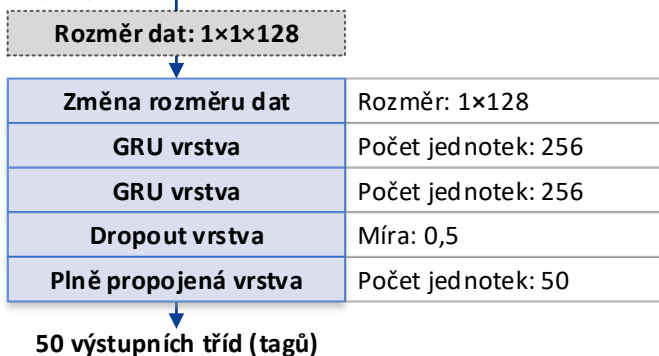 Rozměr dat: 1×1×128
Změna rozměru dat Rozměr: 1×128
GRU vrstva Počet jednotek: 256
GRU vrstva Počet jednotek: 256
Dropout vrstva Míra: 0,5
Plně propojená vrstva Počet jednotek: 50
50 výstupních tříd (tagů)